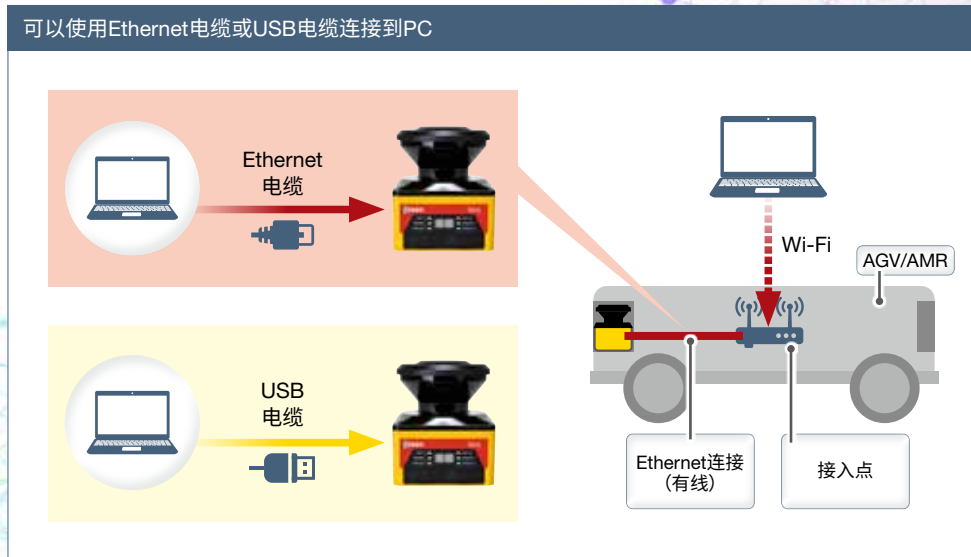 可以使用Ethernet电缆或USB电缆连接到PC
Ethernet
电缆
USB
电缆
Wi-Fi
AGV/AMR
Ethernet连接
（有线）
接入点